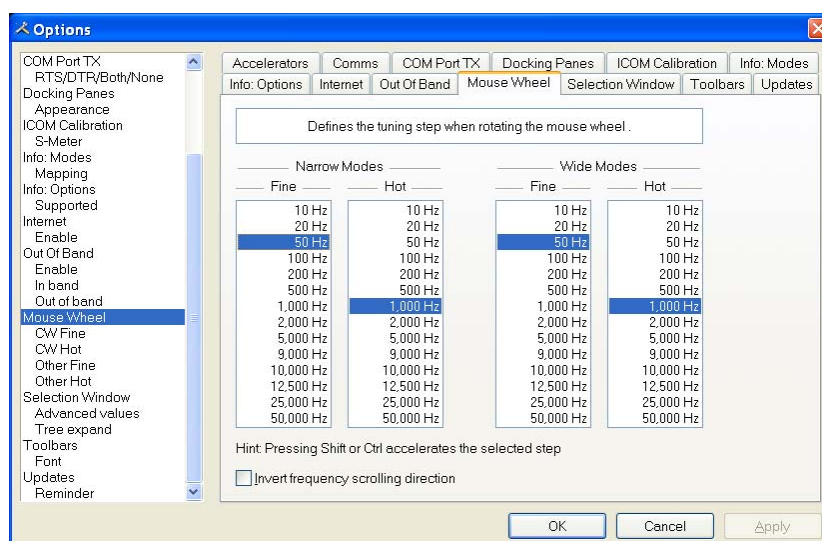 Options
COM Port TX
RTS/DTR/Both/None
Docking Panes
Appearance
ICOM Calibration
S-Meter
Info: Modes
Mapping
Info: Options
Supported
Internet
Enable
Out Of Band
Enable
In band
Out of band
Mouse Wheel
CW Fine
CW Hot
Other Fine
Other Hot
Selection Window
Advanced values
Tree expand
Toolbars
Font
Updates
Reminder
Accelerators Comms COM Port TX Docking Panes ICOM Calibration Info: Modes
Info: Options Internet Out Of Band Mouse Wheel Selection Window Toolbars Updates
Defines the tuning step when rotating the mouse wheel .
Narrow Modes Wide Modes
Fine Hot Fine Hot
10 Hz 10 Hz 10 Hz 10 Hz
20 Hz 20 Hz 20 Hz 20 Hz
50 Hz 50 Hz 50 Hz 50 Hz
100 Hz 100 Hz 100 Hz 100 Hz
200 Hz 200 Hz 200 Hz 200 Hz
500 Hz 500 Hz 500 Hz 500 Hz
1,000 Hz 1,000 Hz 1,000 Hz 1,000 Hz
2,000 Hz 2,000 Hz 2,000 Hz 2,000 Hz
5,000 Hz 5,000 Hz 5,000 Hz 5,000 Hz
9,000 Hz 9,000 Hz 9,000 Hz 9,000 Hz
10,000 Hz 10,000 Hz 10,000 Hz 10,000 Hz
12,500 Hz 12,500 Hz 12,500 Hz 12,500 Hz
25,000 Hz 25,000 Hz 25,000 Hz 25,000 Hz
50,000 Hz 50,000 Hz 50,000 Hz 50,000 Hz
Hint: Pressing Shift or Ctrl accelerates the selected step
Invert frequency scrolling direction
OK Cancel Apply